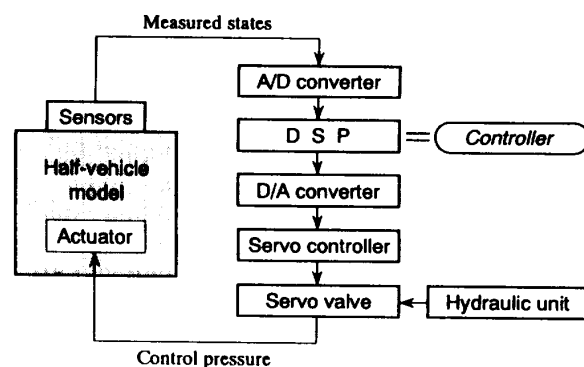 Measured states
A/D converter
Sensors
D S P
Controller
Half-vehicle
model
D/A converter
Actuator
Servo controller
Servo valve
Hydraulic unit
Control pressure